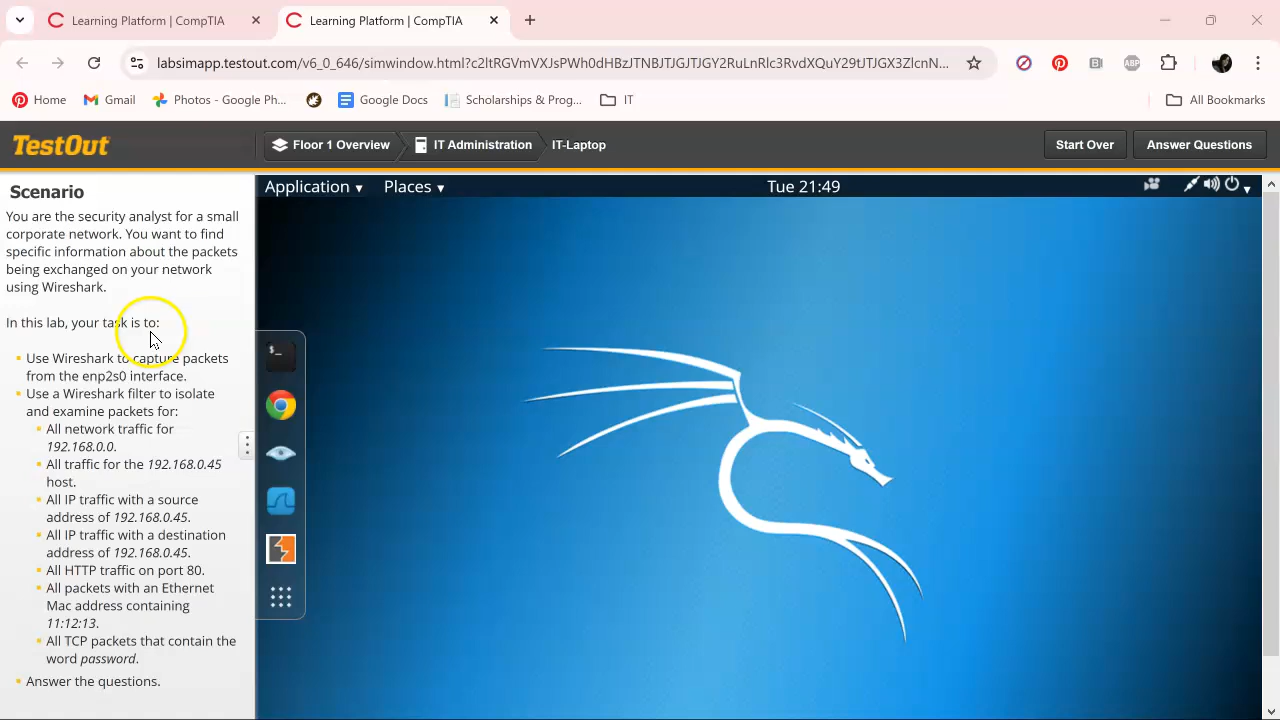 Learning Platform | CompTIA
Learning Platform | CompTIA
labsimapp.testout.com/v6_0_646/simwindow.html?c2ltRGVmVXJsPWh0dHBzJTNBJTJGJTJGY2RuLnRlc3RvdXQuY29tJTJGX3ZlcnN...
Home
Gmail
Photos - Google Ph...
Google Docs
Scholarships & Prog...
IT
All Bookmarks
TestOut
Floor 1 Overview
IT Administration
IT-Laptop
Start Over
Answer Questions
Scenario
You are the security analyst for a small
corporate network. You want to find
specific information about the packets
being exchanged on your network
using Wireshark.
In this lab, your task is to:
Use Wireshark to capture packets
from the enp2s0 interface.
Use a Wireshark filter to isolate
and examine packets for:
All network traffic for
192.168.0.0.
All traffic for the 192.168.0.45
host.
All IP traffic with a source
address of 192.168.0.45.
All IP traffic with a destination
address of 192.168.0.45.
All HTTP traffic on port 80.
All packets with an Ethernet
Mac address containing
11:12:13.
All TCP packets that contain the
word password.
Answer the questions.
Application
Places
Tue 21:49
ABP